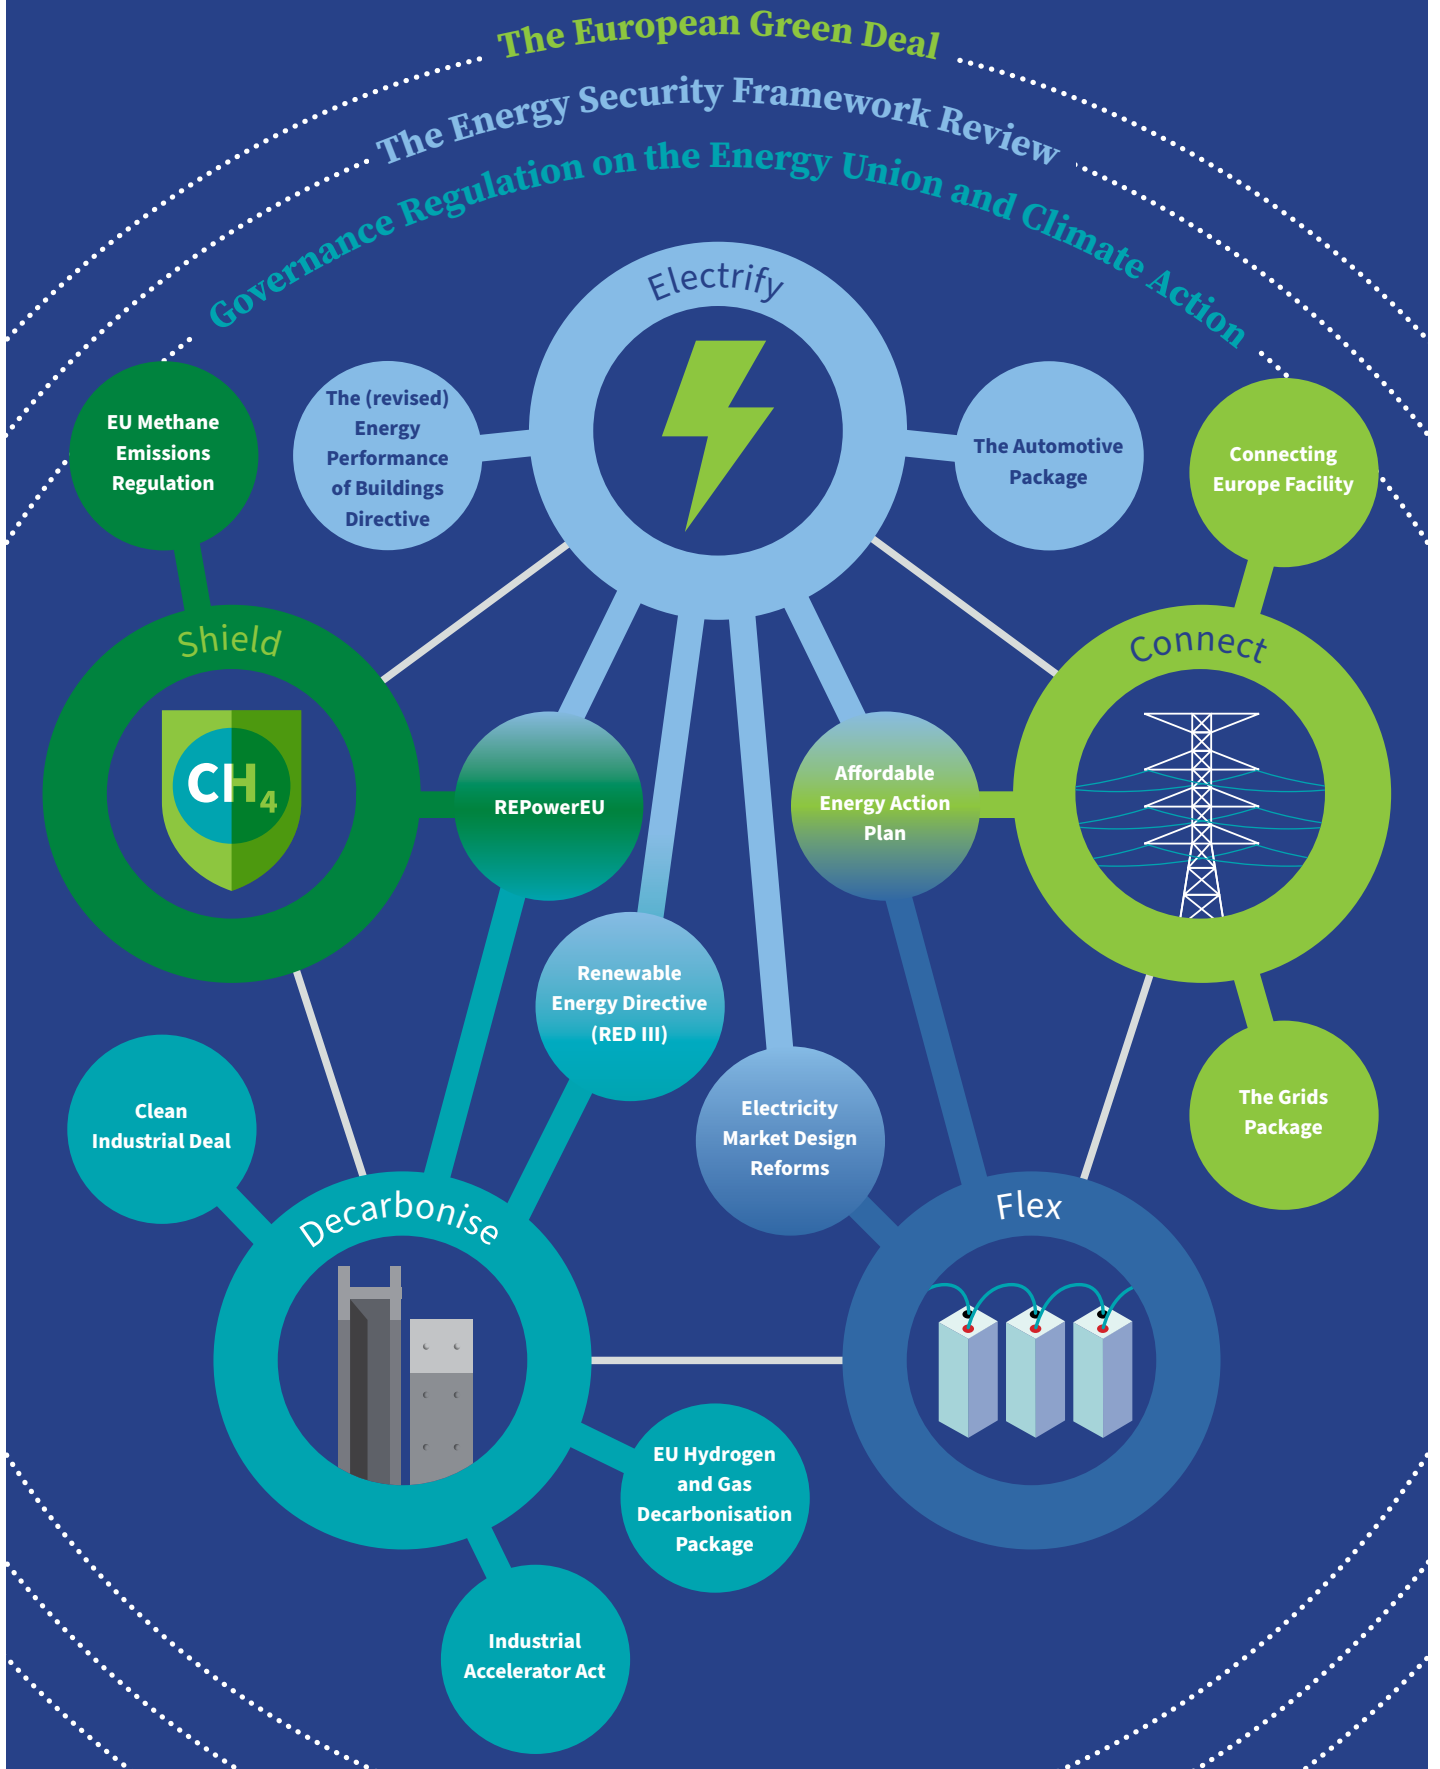 The European Green Deal
The Energy Security Framework Review
Governance Regulation on the Energy Union and Climate Action
Electrify
EU Methane
Emissions
Regulation
The (revised)
Energy
Performance
of Buildings
Directive
The Automotive
Package
Connecting
Europe Facility
Shield
CH4
Connect
REPowerEU
Affordable
Energy Action
Plan
Renewable
Energy Directive
(RED III)
Clean
Industrial Deal
Electricity
Market Design
Reforms
The Grids
Package
Decarbonise
Flex
EU Hydrogen
and Gas
Decarbonisation
Package
Industrial
Accelerator Act